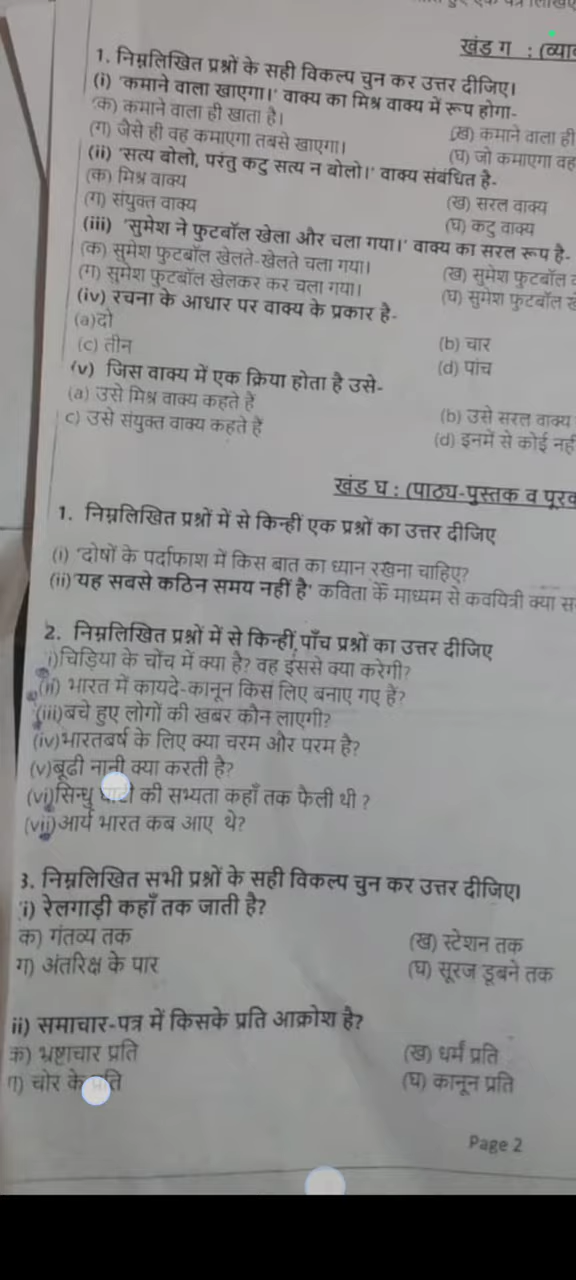 खंड ग : (व्या
1. निम्नलिखित प्रश्नों के सही विकल्प चुन कर उत्तर दीजिए।
(i) 'कमाने वाला खाएगा।' वाक्य का मिश्र वाक्य में रूप होगा-
(क) कमाने वाला ही खाता है।
(ख) कमाने वाला ही
(ग) जैसे ही वह कमाएगा तबसे खाएगा।
(घ) जो कमाएगा वह
(ii) 'सत्य बोलो, परंतु कटु सत्य न बोलो।' वाक्य संबंधित है-
(क) मिश्र वाक्य
(ख) सरल वाक्य
(ग) संयुक्त वाक्य
(घ) कटु वाक्य
(iii) 'सुमेश ने फुटबॉल खेला और चला गया।' वाक्य का सरल रूप है-
(क) सुमेश फुटबॉल खेलते-खेलते चला गया।
(ख) सुमेश फुटबॉल
(ग) सुमेश फुटबॉल खेलकर कर चला गया।
(घ) सुमेश फुटबॉल
(iv) रचना के आधार पर वाक्य के प्रकार है-
(a)दो
(b) चार
(c) तीन
(d) पांच
(v) जिस वाक्य में एक क्रिया होता है उसे-
(a) उसे मिश्र वाक्य कहते हैं
(b) उसे सरल वाक्य
c) उसे संयुक्त वाक्य कहते हैं
(d) इनमें से कोई नहीं
खंड घ : (पाठ्य-पुस्तक व पूरक
1. निम्नलिखित प्रश्नों में से किन्हीं एक प्रश्नों का उत्तर दीजिए
(i) 'दोषों के पर्दाफाश में किस बात का ध्यान रखना चाहिए?
(ii)'यह सबसे कठिन समय नहीं है' कविता के माध्यम से कवयित्री क्या
2. निम्नलिखित प्रश्नों में से किन्हीं पाँच प्रश्नों का उत्तर दीजिए
i)चिड़िया के चोंच में क्या है? वह इससे क्या करेगी?
(ii) भारत में कायदे-कानून किस लिए बनाए गए हैं?
(iii)बचे हुए लोगों की खबर कौन लाएगी?
(iv)भारतबर्ष के लिए क्या चरम और परम है?
(v)बूढी नानी क्या करती है?
(vi)सिन्धु घाटी की सभ्यता कहाँ तक फैली थी ?
(vii)आर्य भारत कब आए थे?
3. निम्नलिखित सभी प्रश्नों के सही विकल्प चुन कर उत्तर दीजिए।
i) रेलगाड़ी कहाँ तक जाती है?
क) गंतव्य तक
(ख) स्टेशन तक
ग) अंतरिक्ष के पार
(घ) सूरज डूबने तक
ii) समाचार-पत्र में किसके प्रति आक्रोश है?
क) भ्रष्टाचार प्रति
(ख) धर्म प्रति
ग) चोर के प्रति
(घ) कानून प्रति
Page 2